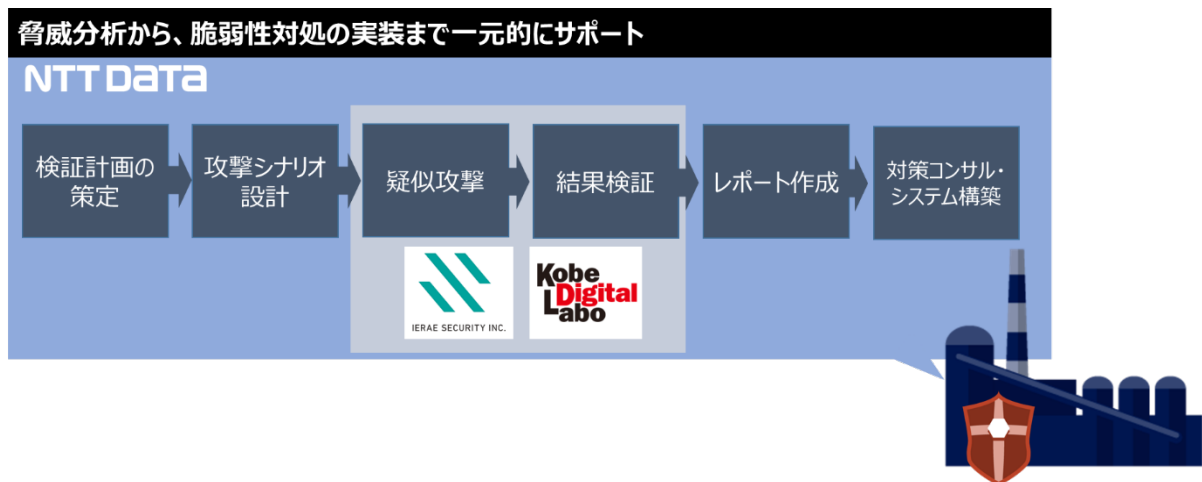 脅威分析から、脆弱性対処の実装まで一元的にサポート
NTT DATA
検証計画の
策定
攻撃シナリオ
設計
疑似攻撃
結果検証
レポート作成
対策コンサル・
システム構築
IERAE SECURITY INC.
Kobe
Digital
Labo